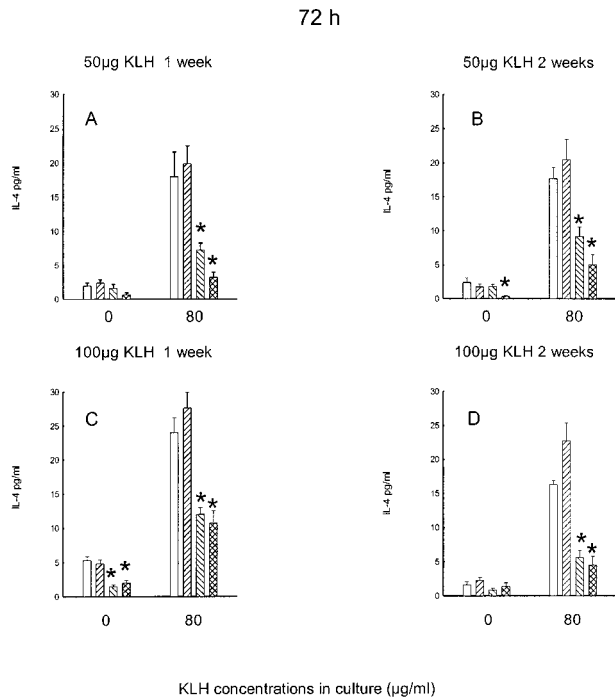 72 h
50µg KLH 1 week
50µg KLH 2 weeks
A
B
30
25
20
15
10
5
0
IL-4 pg/ml
* *
0 80
30
25
20
15
10
5
0
IL-4 pg/ml
* * *
0 80
100µg KLH 1 week
100µg KLH 2 weeks
C
D
30
25
20
15
10
5
0
IL-4 pg/ml
* * * *
0 80
30
25
20
15
10
5
0
IL-4 pg/ml
* *
0 80
KLH concentrations in culture (µg/ml)